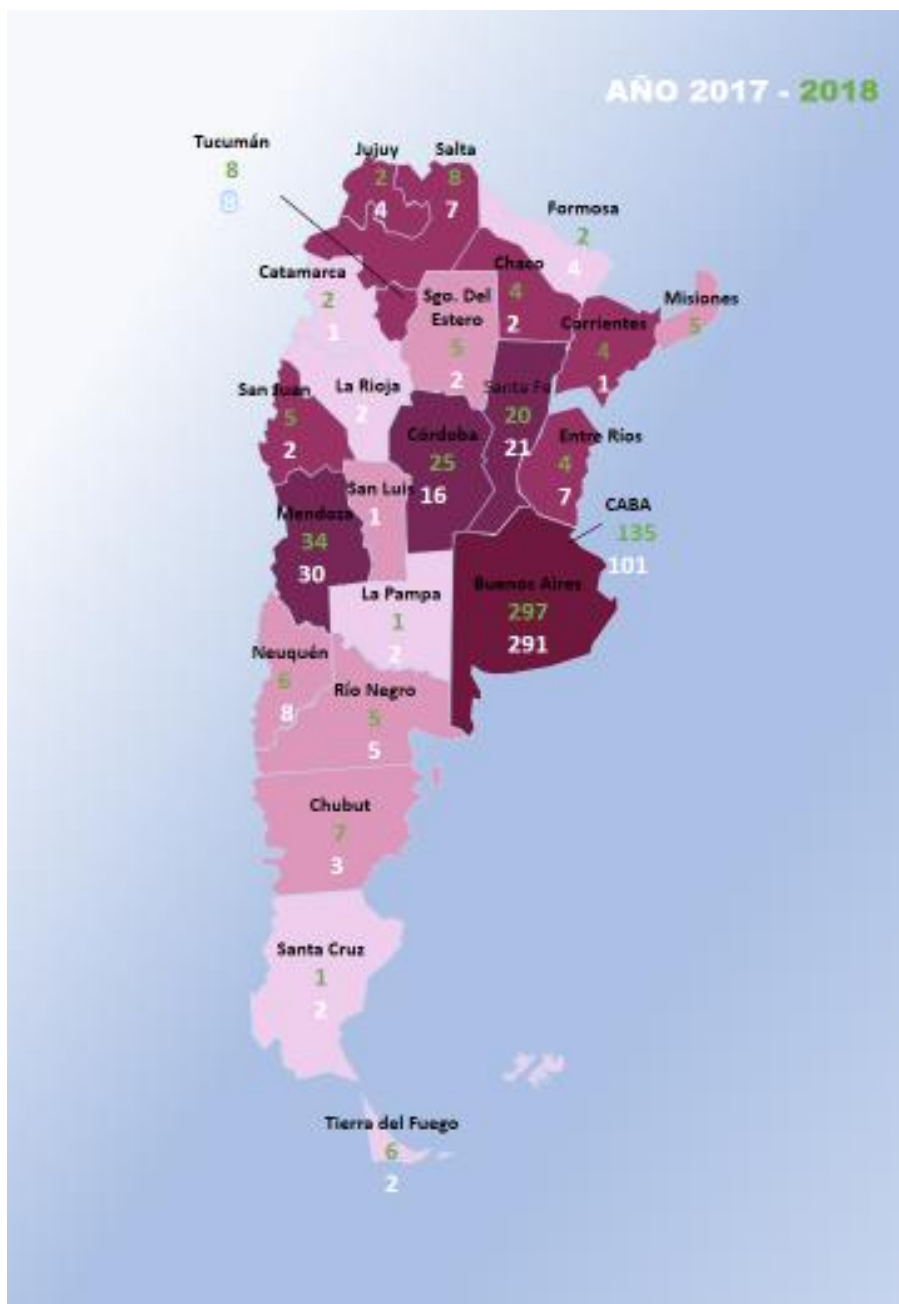 AÑO 2017 - 2018
Tucumán
8
8
Jujuy
2
4
Salta
8
7
Formosa
2
4
Catamarca
2
1
Chaco
4
2
Sgo. Del
Estero
5
2
Misiones
5
Corrientes
4
1
San Juan
5
2
La Rioja
2
Santa Fe
20
21
Córdoba
25
16
Entre Ríos
4
7
San Luis
1
Mendoza
34
30
CABA
135
101
Buenos Aires
297
291
La Pampa
1
2
Neuquén
6
8
Río Negro
5
5
Chubut
7
3
Santa Cruz
1
2
Tierra del Fuego
6
2